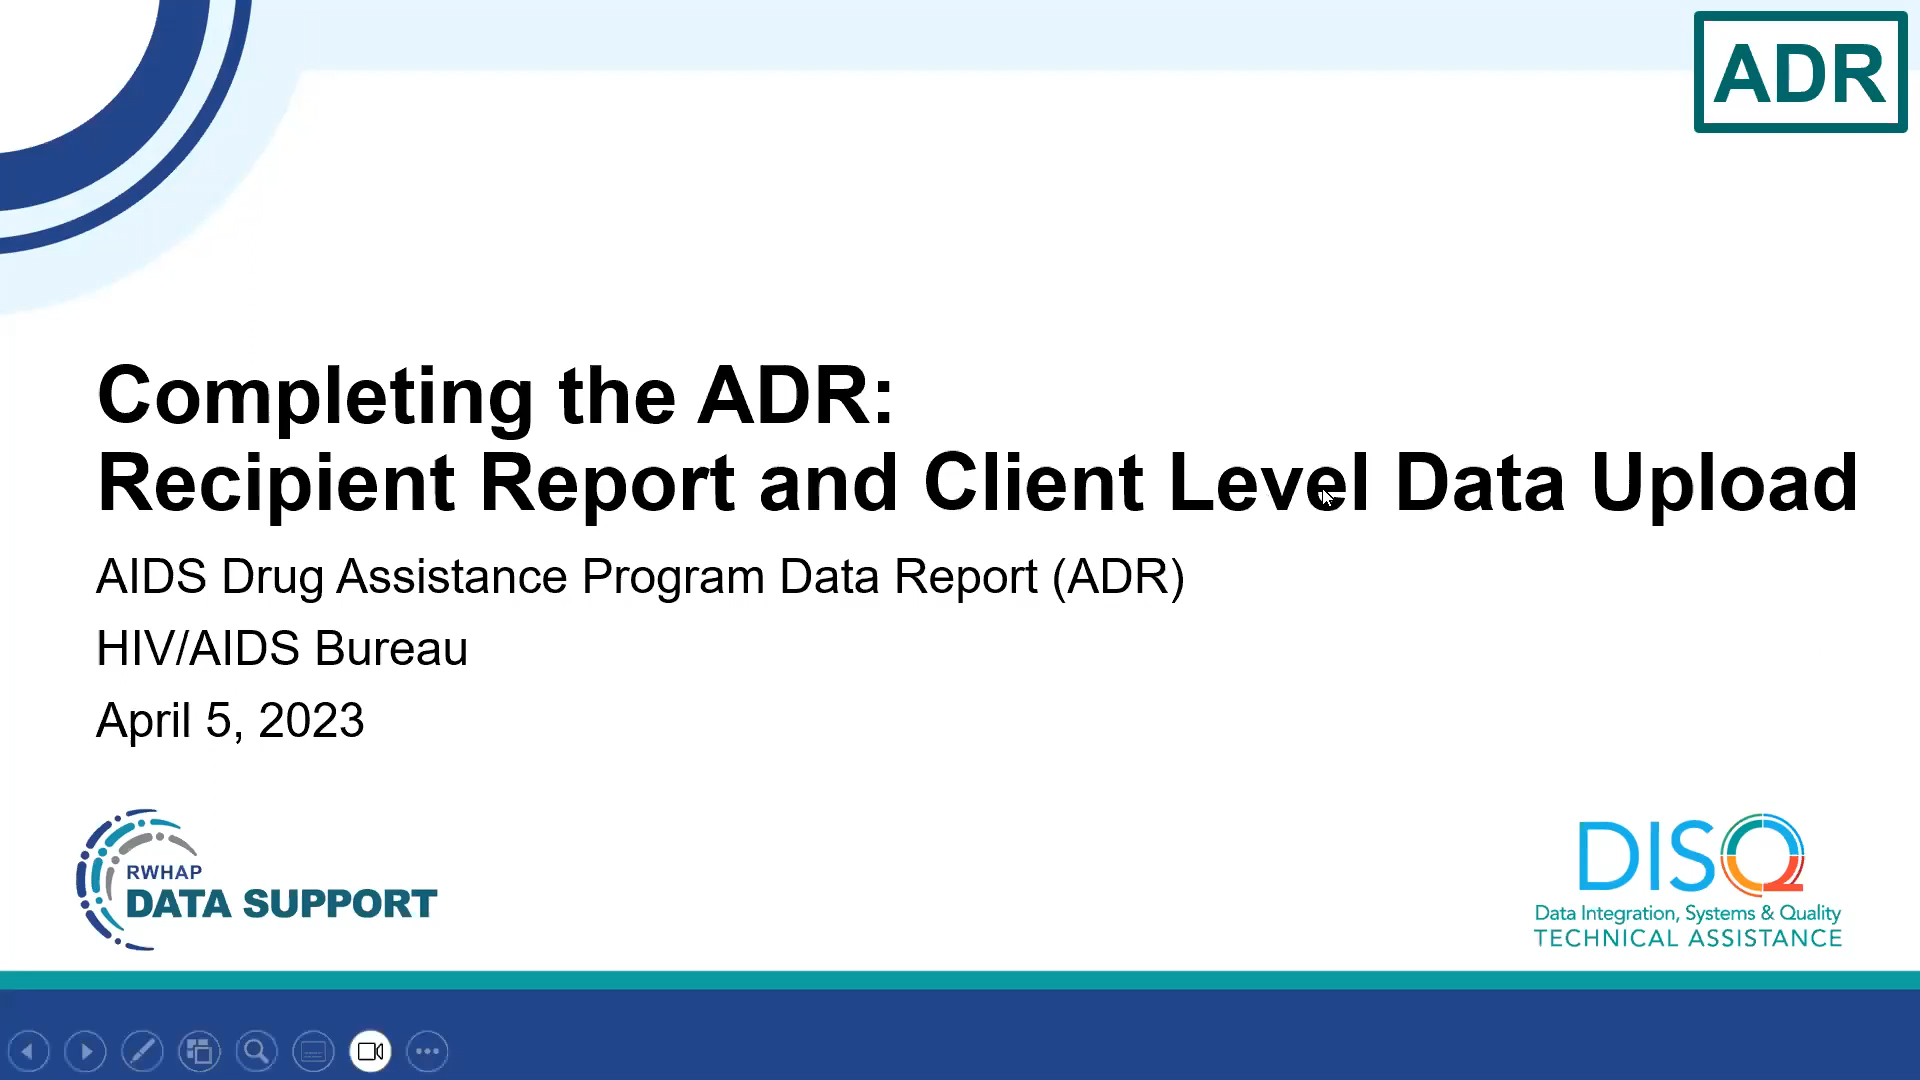 ADR
Completing the ADR:
Recipient Report and Client Level Data Upload
AIDS Drug Assistance Program Data Report (ADR)
HIV/AIDS Bureau
April 5, 2023
RWHAP
DATA SUPPORT
DISQ
Data Integration, Systems & Quality
TECHNICAL ASSISTANCE